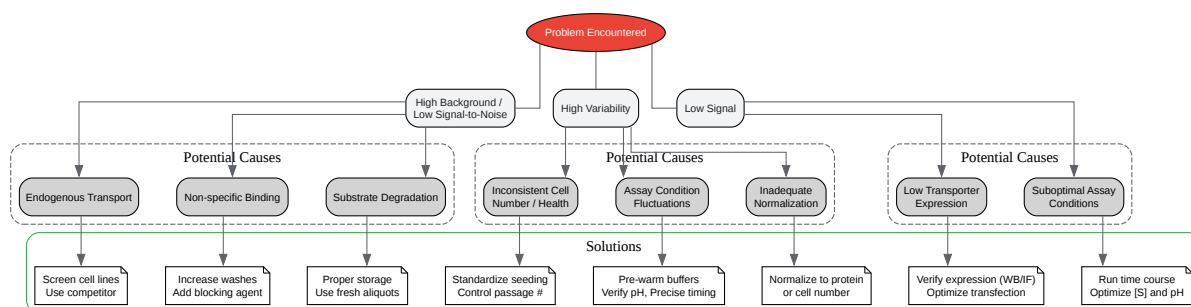 Problem Encountered
High Background /
Low Signal-to-Noise
High Variability
Low Signal
Potential Causes
Potential Causes
Potential Causes
Endogenous Transport
Non-specific Binding
Substrate Degradation
Inconsistent Cell
Number / Health
Assay Condition
Fluctuations
Inadequate
Normalization
Low Transporter
Expression
Suboptimal Assay
Conditions
Solutions
Screen cell lines
Use competitor
Increase washes
Add blocking agent
Proper storage
Use fresh aliquots
Standardize seeding
Control passage #
Pre-warm buffers
Verify pH, Precise timing
Normalize to protein
or cell number
Verify expression (WB/IF)
Optimize transfection
Run time course
Optimize [S] and pH